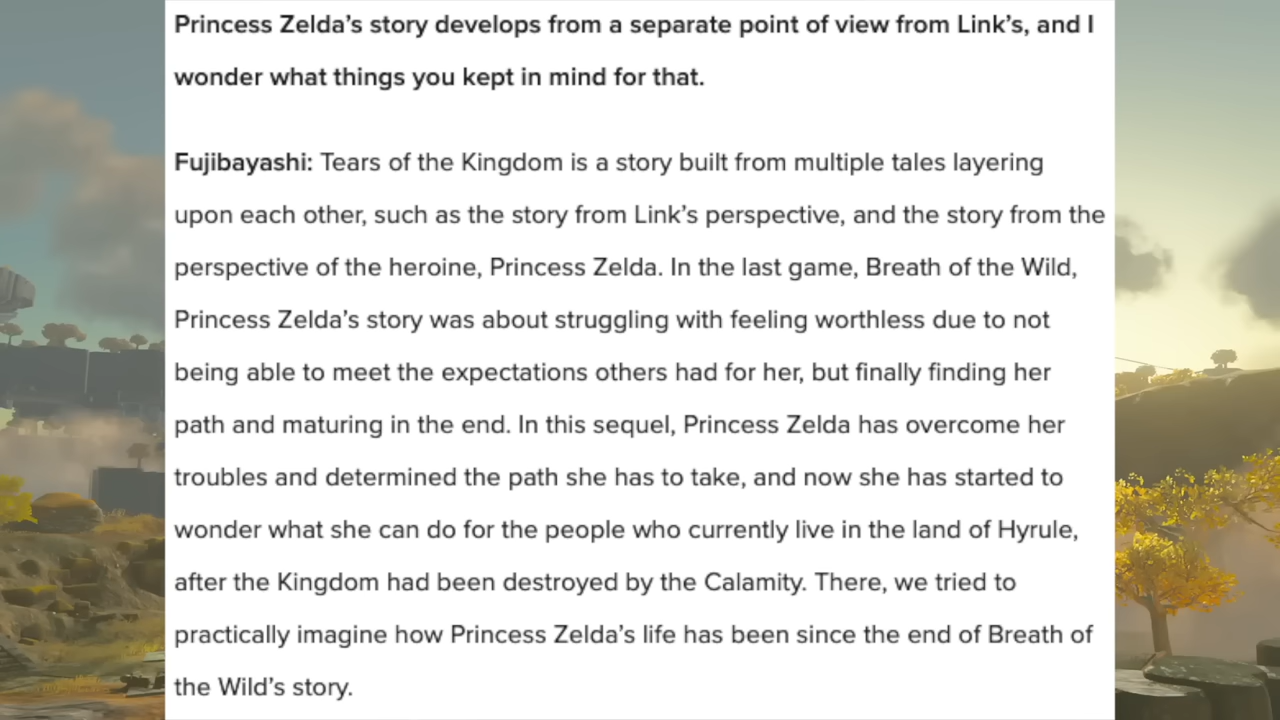 Princess Zelda’s story develops from a separate point of view from Link’s, and I
wonder what things you kept in mind for that.
Fujibayashi: Tears of the Kingdom is a story built from multiple tales layering
upon each other, such as the story from Link’s perspective, and the story from the
perspective of the heroine, Princess Zelda. In the last game, Breath of the Wild,
Princess Zelda’s story was about struggling with feeling worthless due to not
being able to meet the expectations others had for her, but finally finding her
path and maturing in the end. In this sequel, Princess Zelda has overcome her
troubles and determined the path she has to take, and now she has started to
wonder what she can do for the people who currently live in the land of Hyrule,
after the Kingdom had been destroyed by the Calamity. There, we tried to
practically imagine how Princess Zelda’s life has been since the end of Breath of
the Wild’s story.